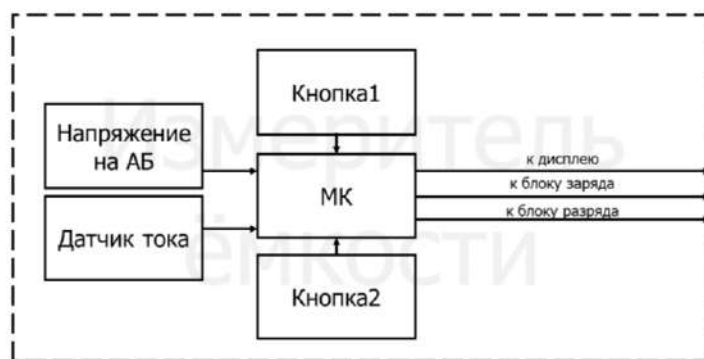 Кнопка1
Измеритель
Напряжение
на АБ
МК
к дисплею
к блоку заряда
к блоку разряда
Датчик тока
ёмкости
Кнопка2